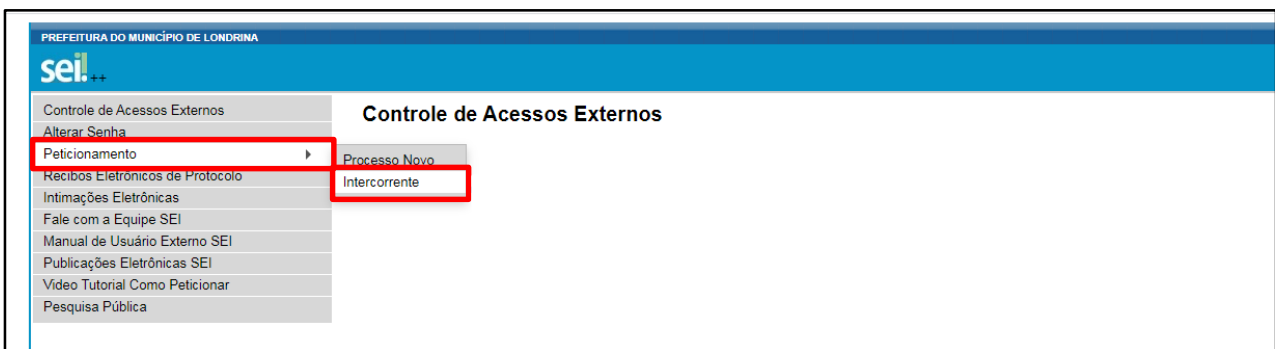 PREFEITURA DO MUNICÍPIO DE LONDRINA
sei! ++
Controle de Acessos Externos
Alterar Senha
Peticionamento
Recibos Eletrônicos de Protocolo
Intimações Eletrônicas
Fale com a Equipe SEI
Manual de Usuário Externo SEI
Publicações Eletrônicas SEI
Video Tutorial Como Peticionar
Pesquisa Pública
Controle de Acessos Externos
Processo Novo
Intercorrente